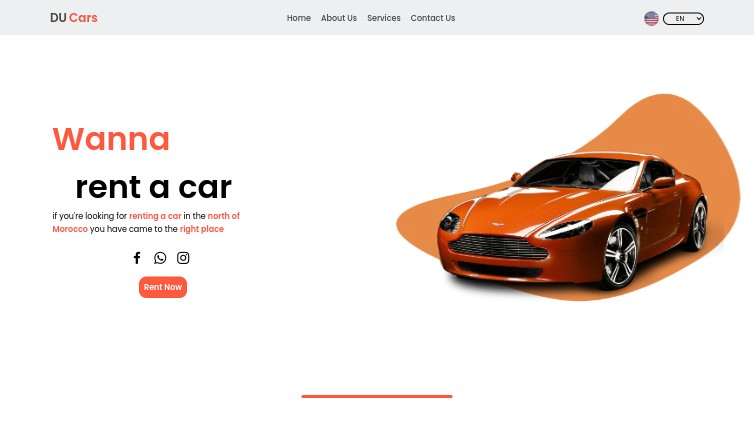 DU Cars
Home About Us Services Contact Us
EN
Wanna
rent a car
if you're looking for renting a car in the north of
Morocco you have came to the right place
Rent Now